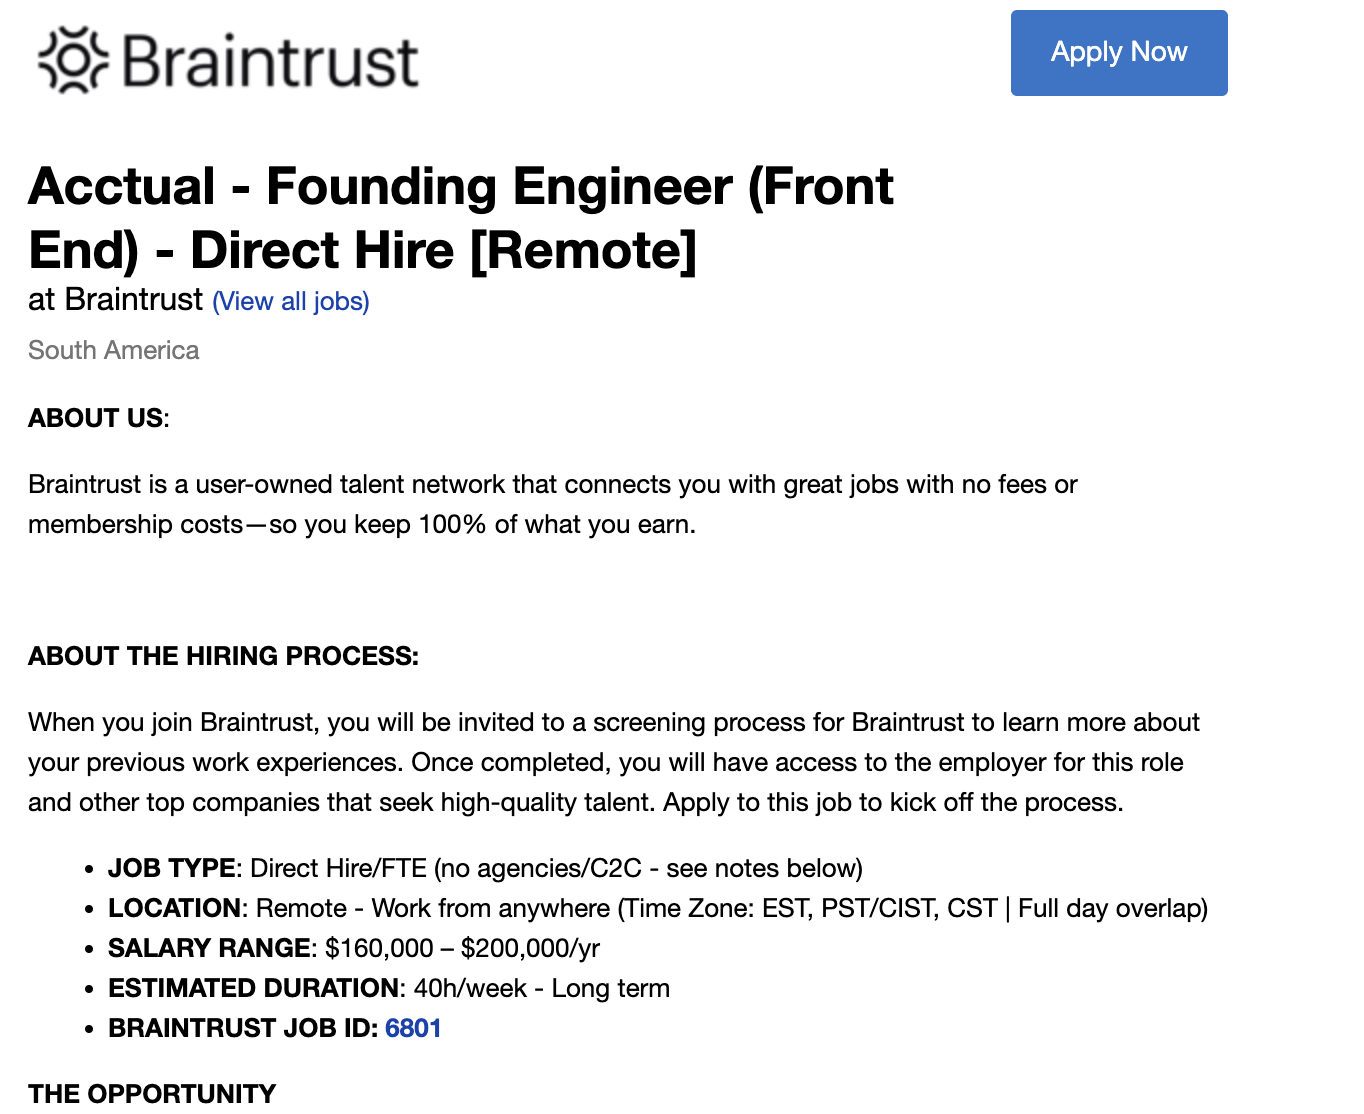 Braintrust
Apply Now
Acctual - Founding Engineer (Front
End) - Direct Hire [Remote]
at Braintrust (View all jobs)
South America
ABOUT US:
Braintrust is a user-owned talent network that connects you with great jobs with no fees or
membership costs—so you keep 100% of what you earn.
ABOUT THE HIRING PROCESS:
When you join Braintrust, you will be invited to a screening process for Braintrust to learn more about
your previous work experiences. Once completed, you will have access to the employer for this role
and other top companies that seek high-quality talent. Apply to this job to kick off the process.
• JOB TYPE: Direct Hire/FTE (no agencies/C2C - see notes below)
• LOCATION: Remote - Work from anywhere (Time Zone: EST, PST/CIST, CST | Full day overlap)
• SALARY RANGE: $160,000 – $200,000/yr
• ESTIMATED DURATION: 40h/week - Long term
• BRAINTRUST JOB ID: 6801
THE OPPORTUNITY